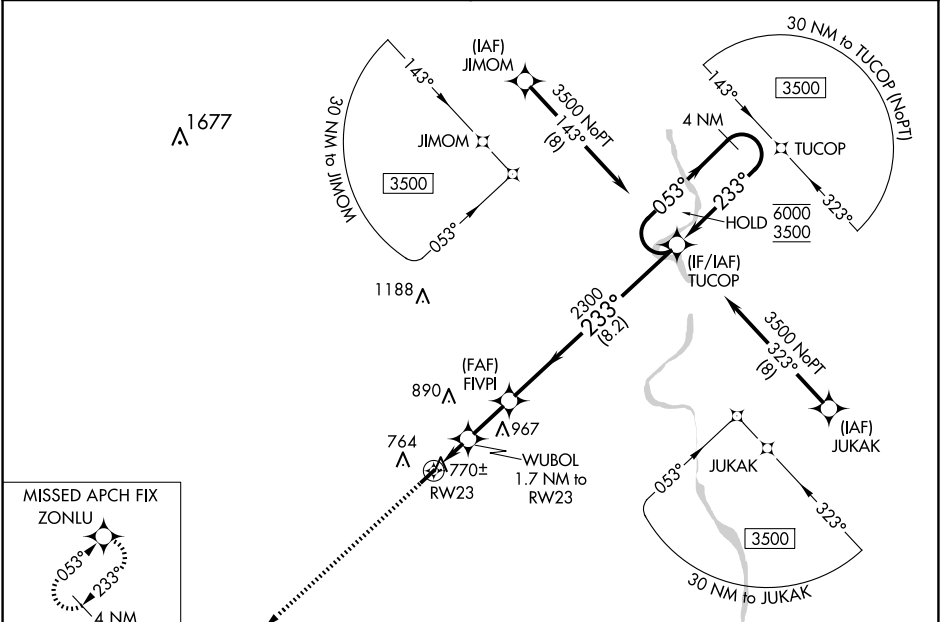 1677
30 NM to JIMOM
143°
JIMOM
3500
053°
(IAF)
JIMOM
3500 NoPT
143°
(8)
30 NM to TUCOP (NoPT)
143°
3500
TUCOP
323°
4 NM
053°
233°
HOLD
6000
3500
(IF/IAF)
TUCOP
1188
2300
233°
(8.2)
3500 NoPT
323°
(8)
(IAF)
JUKAK
(FAF)
FIVPI
890
967
764
770±
RW23
WUBOL
1.7 NM to
RW23
JUKAK
053°
323°
3500
30 NM to JUKAK
MISSED APCH FIX
ZONLU
053°
233°
4 NM